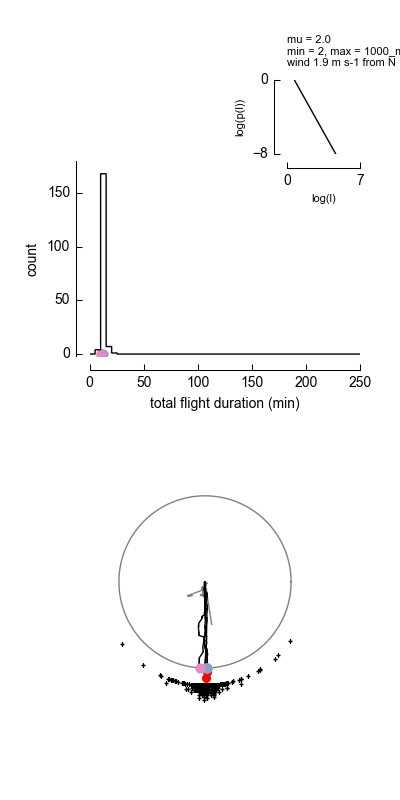 mu = 2.0
min = 2, max = 1000_m
wind 1.9 m s-1 from N
0
−8
log(p(l))
0 7
log(l)
150
100
50
0
count
0 50 100 150 200 250
total flight duration (min)